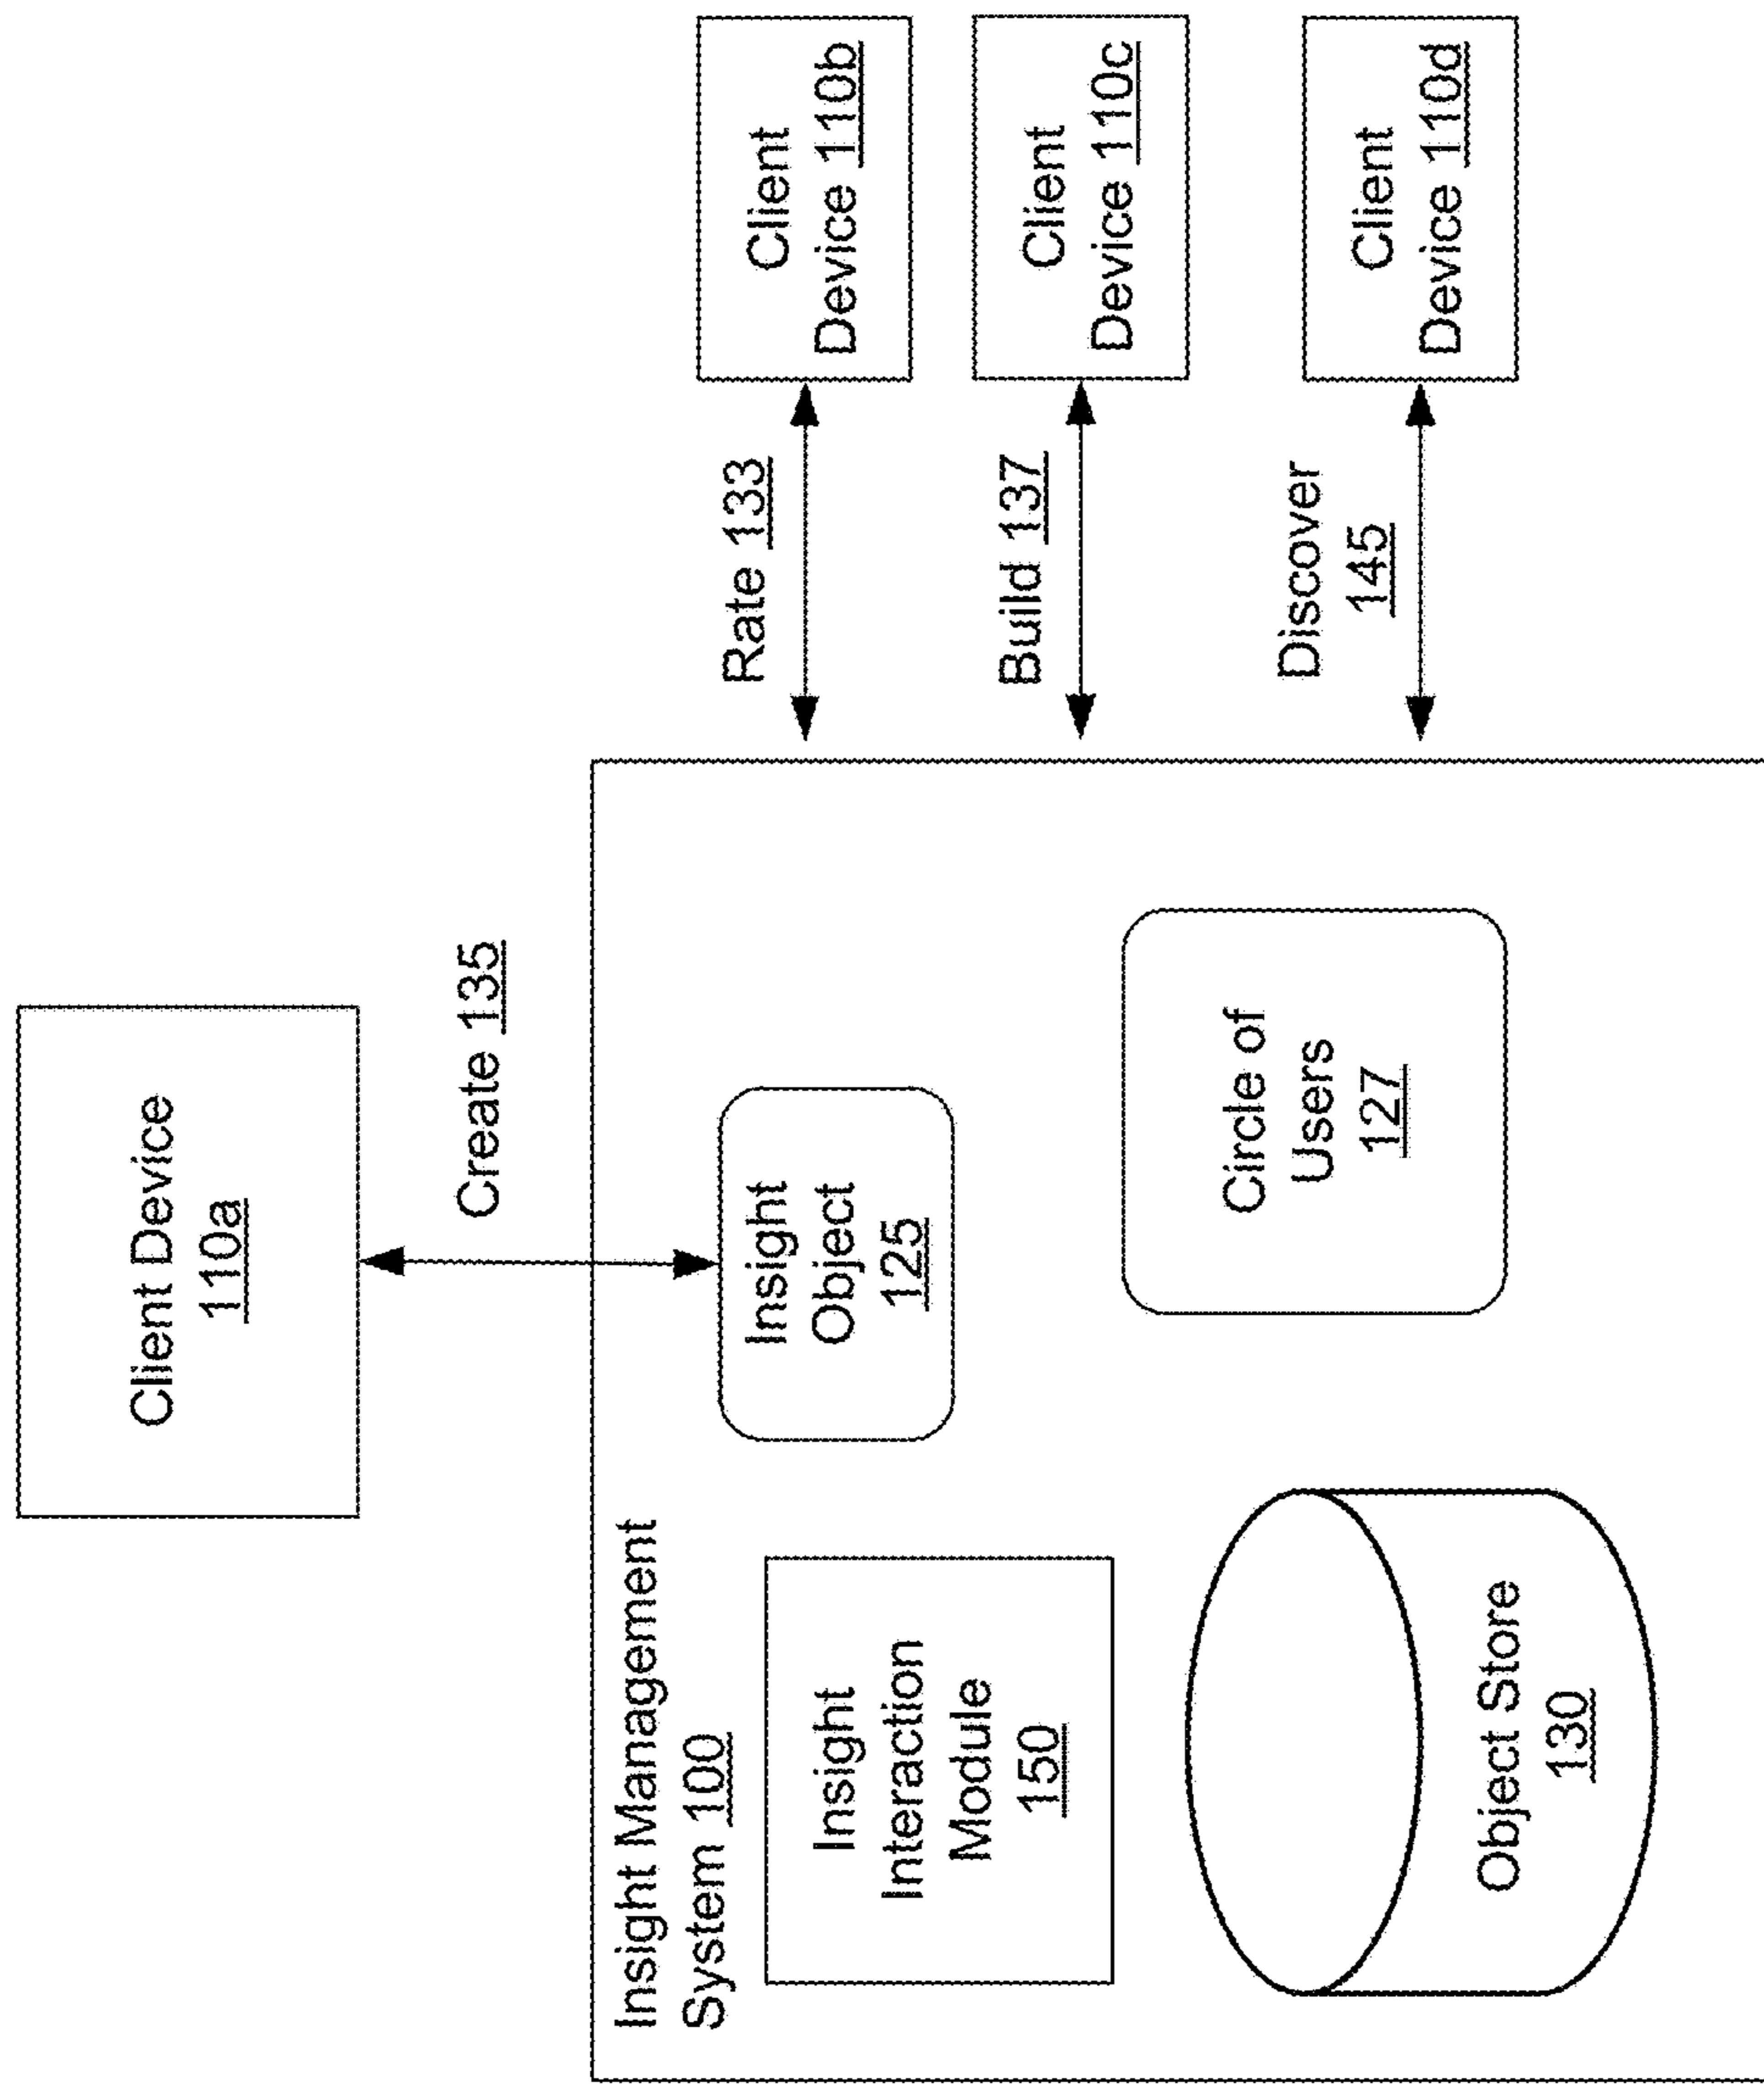 Client Device
110a
Create 135
Insight Management
System 100
Insight
Interaction
Module
150
Insight
Object
125
Object Store
130
Circle of
Users
127
Rate 133
Client
Device 110b
Build 137
Client
Device 110c
Discover
145
Client
Device 110d